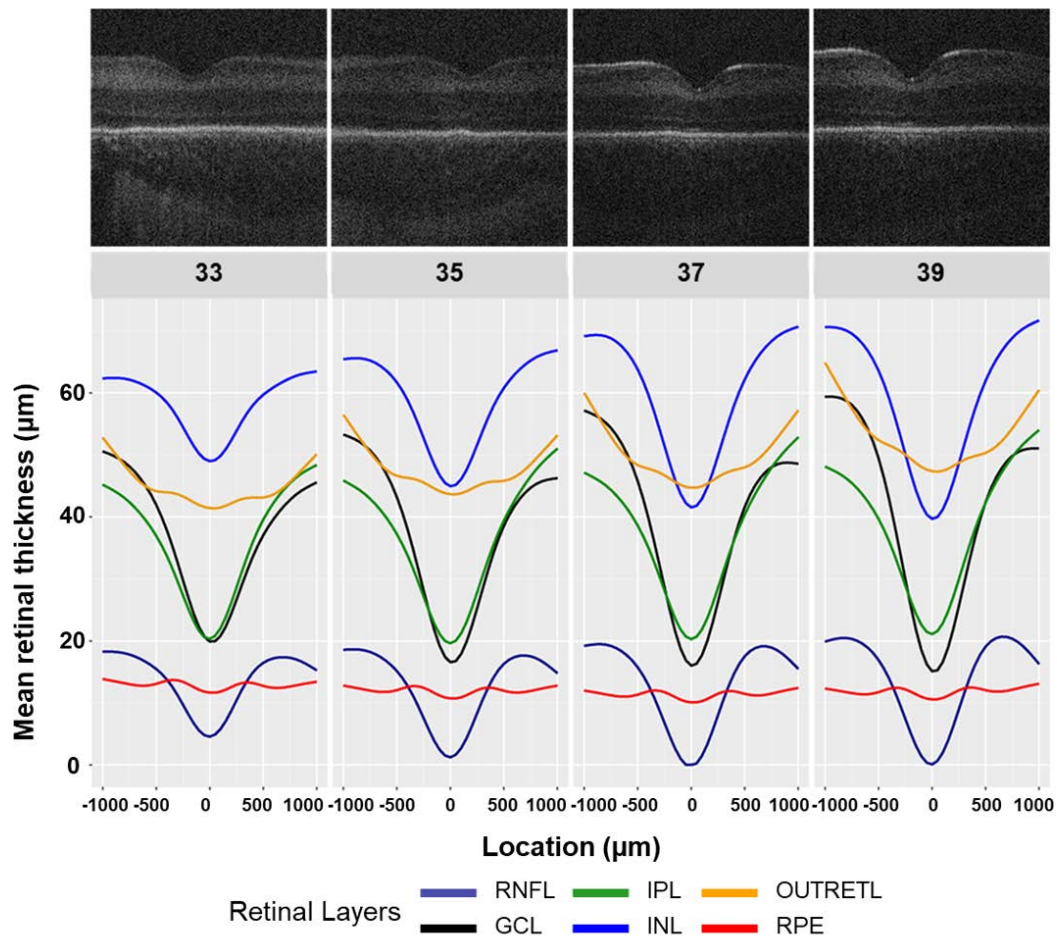 33 35 37 39
Mean retinal thickness (µm)
60
40
20
0
-1000 -500 0 500 1000 -1000 -500 0 500 1000 -1000 -500 0 500 1000 -1000 -500 0 500 1000
Location (µm)
Retinal Layers
RNFL IPL OUTRETL
GCL INL RPE